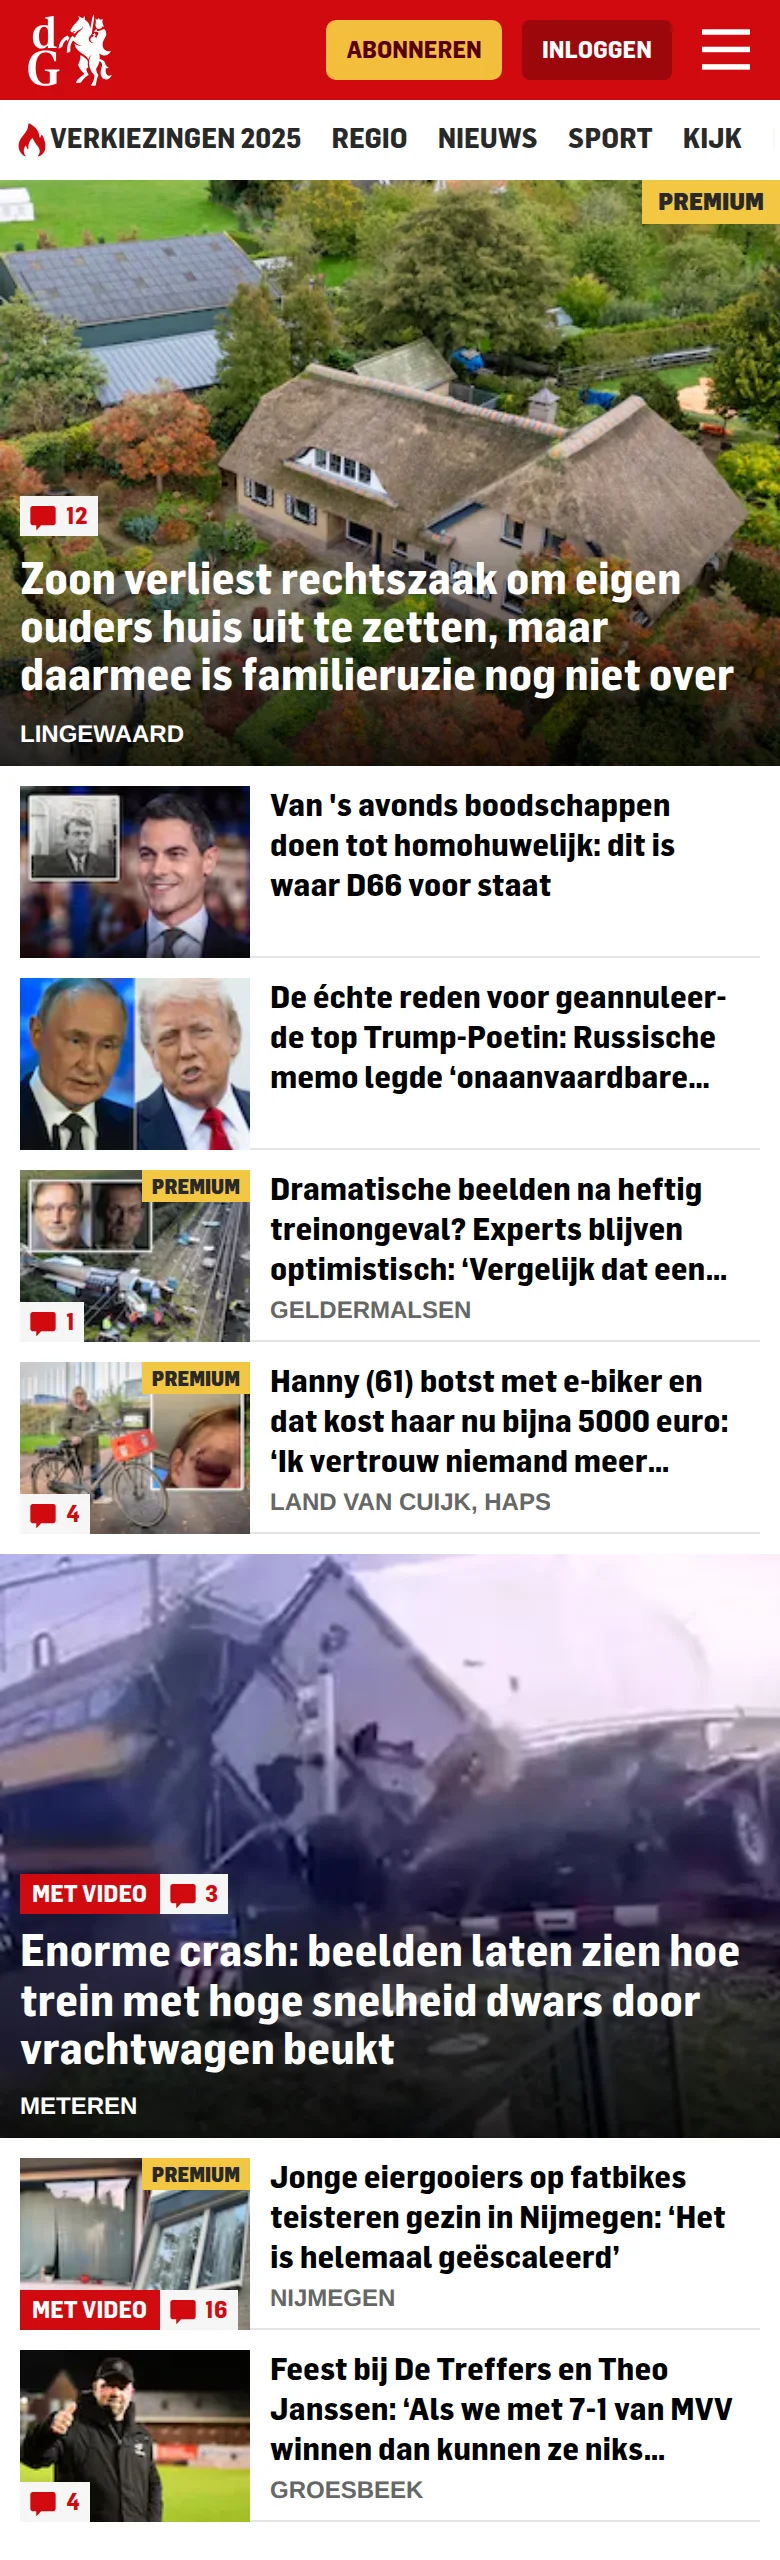 dG
ABONNEREN
INLOGGEN
VERKIEZINGEN 2025
REGIO
NIEUWS
SPORT
KIJK
PREMIUM
12
Zoon verliest rechtszaak om eigen
ouders huis uit te zetten, maar
daarmee is familieruzie nog niet over
LINGEWAARD
Van 's avonds boodschappen
doen tot homohuwelijk: dit is
waar D66 voor staat
De échte reden voor geannuleer-
de top Trump-Poetin: Russische
memo legde ‘onaanvaardbare...
PREMIUM
1
Dramatische beelden na heftig
treinongeval? Experts blijven
optimistisch: ‘Vergelijk dat een...
GELDERMALSEN
PREMIUM
4
Hanny (61) botst met e-biker en
dat kost haar nu bijna 5000 euro:
‘Ik vertrouw niemand meer...
LAND VAN CUIJK, HAPS
MET VIDEO
3
Enorme crash: beelden laten zien hoe
trein met hoge snelheid dwars door
vrachtwagen beukt
METEREN
PREMIUM
MET VIDEO
16
Jonge eiergooiers op fatbikes
teisteren gezin in Nijmegen: ‘Het
is helemaal geëscaleerd’
NIJMEGEN
4
Feest bij De Treffers en Theo
Janssen: ‘Als we met 7-1 van MVV
winnen dan kunnen ze niks...
GROESBEEK